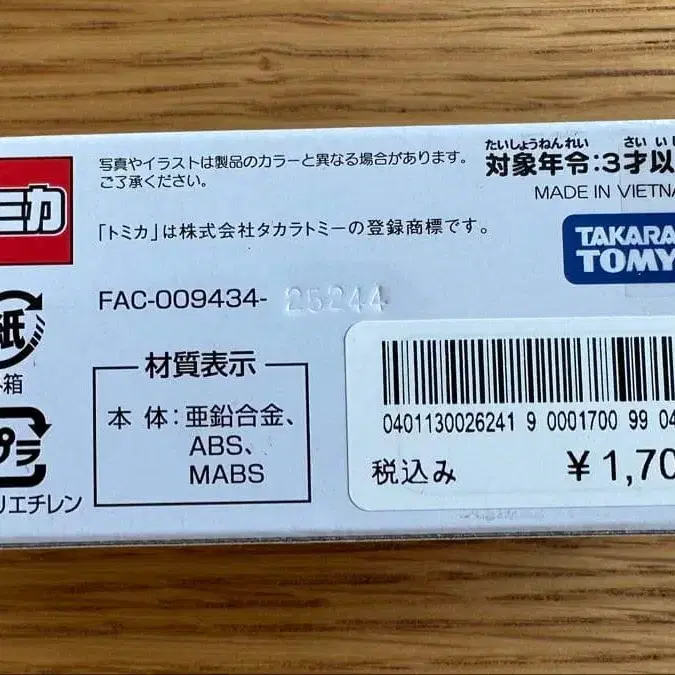 トミカ
写真やイラストは製品のカラーと異なる場合があります。
ご了承ください。
「トミカ」は株式会社タカラトミーの登録商標です。
たいしょうねんれい さい い
対象年令:3才以
MADE IN VIETNA
TAKARA
TOMY
FAC-009434- 25244
紙
箱
プラ
リエチレン
材質表示
本 体:亜鉛合金、
ABS、
MABS
0401130026241 9 0001700 99 04
税込み ¥1,70